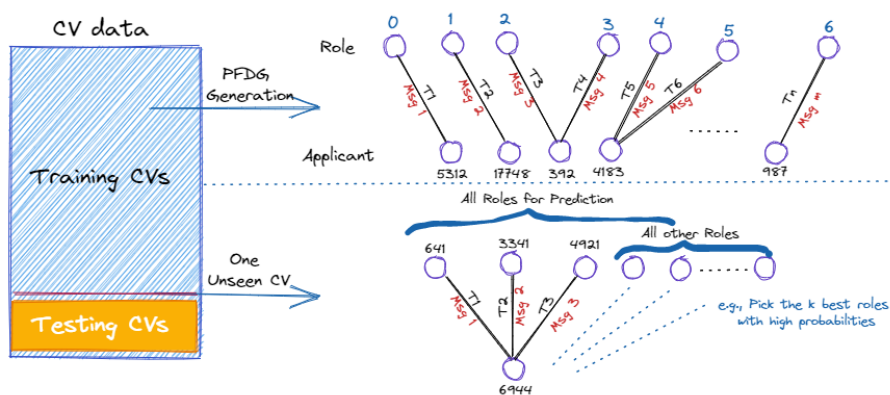 CV data
Training CVs
Testing CVs
PFDG
Generation
One
Unseen CV
Role
0 1 2 3 4 5 6
T1 T2 T3 T4 T5 T6 Tn
Msg 1 Msg 2 Msg 3 Msg 4 Msg 5 Msg 6 Msg m
Applicant
5312 17748 392 4183 987
All Roles for Prediction
All other Roles
641 3341 4921
T1 T2 T3
Msg 1 Msg 2 Msg 3
6944
e.g., Pick the k best roles
with high probabilities